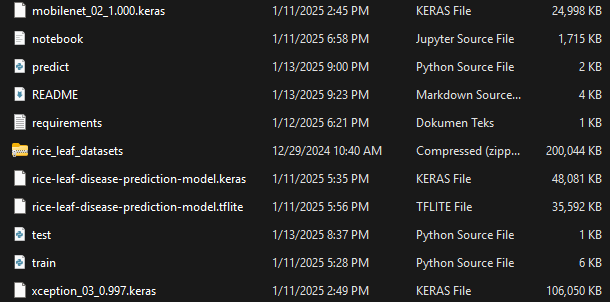 mobilenet_02_1.000.keras 1/11/2025 2:45 PM KERAS File 24,998 KB
notebook 1/11/2025 6:58 PM Jupyter Source File 1,715 KB
predict 1/13/2025 9:00 PM Python Source File 2 KB
README 1/13/2025 9:23 PM Markdown Source... 4 KB
requirements 1/12/2025 6:21 PM Dokumen Teks 1 KB
rice_leaf_datasets 12/29/2024 10:40 AM Compressed (zipp... 200,044 KB
rice-leaf-disease-prediction-model.keras 1/11/2025 5:35 PM KERAS File 48,081 KB
rice-leaf-disease-prediction-model.tflite 1/11/2025 5:56 PM TFLITE File 35,592 KB
test 1/13/2025 8:37 PM Python Source File 1 KB
train 1/11/2025 5:28 PM Python Source File 6 KB
xception_03_0.997.keras 1/11/2025 2:49 PM KERAS File 106,050 KB